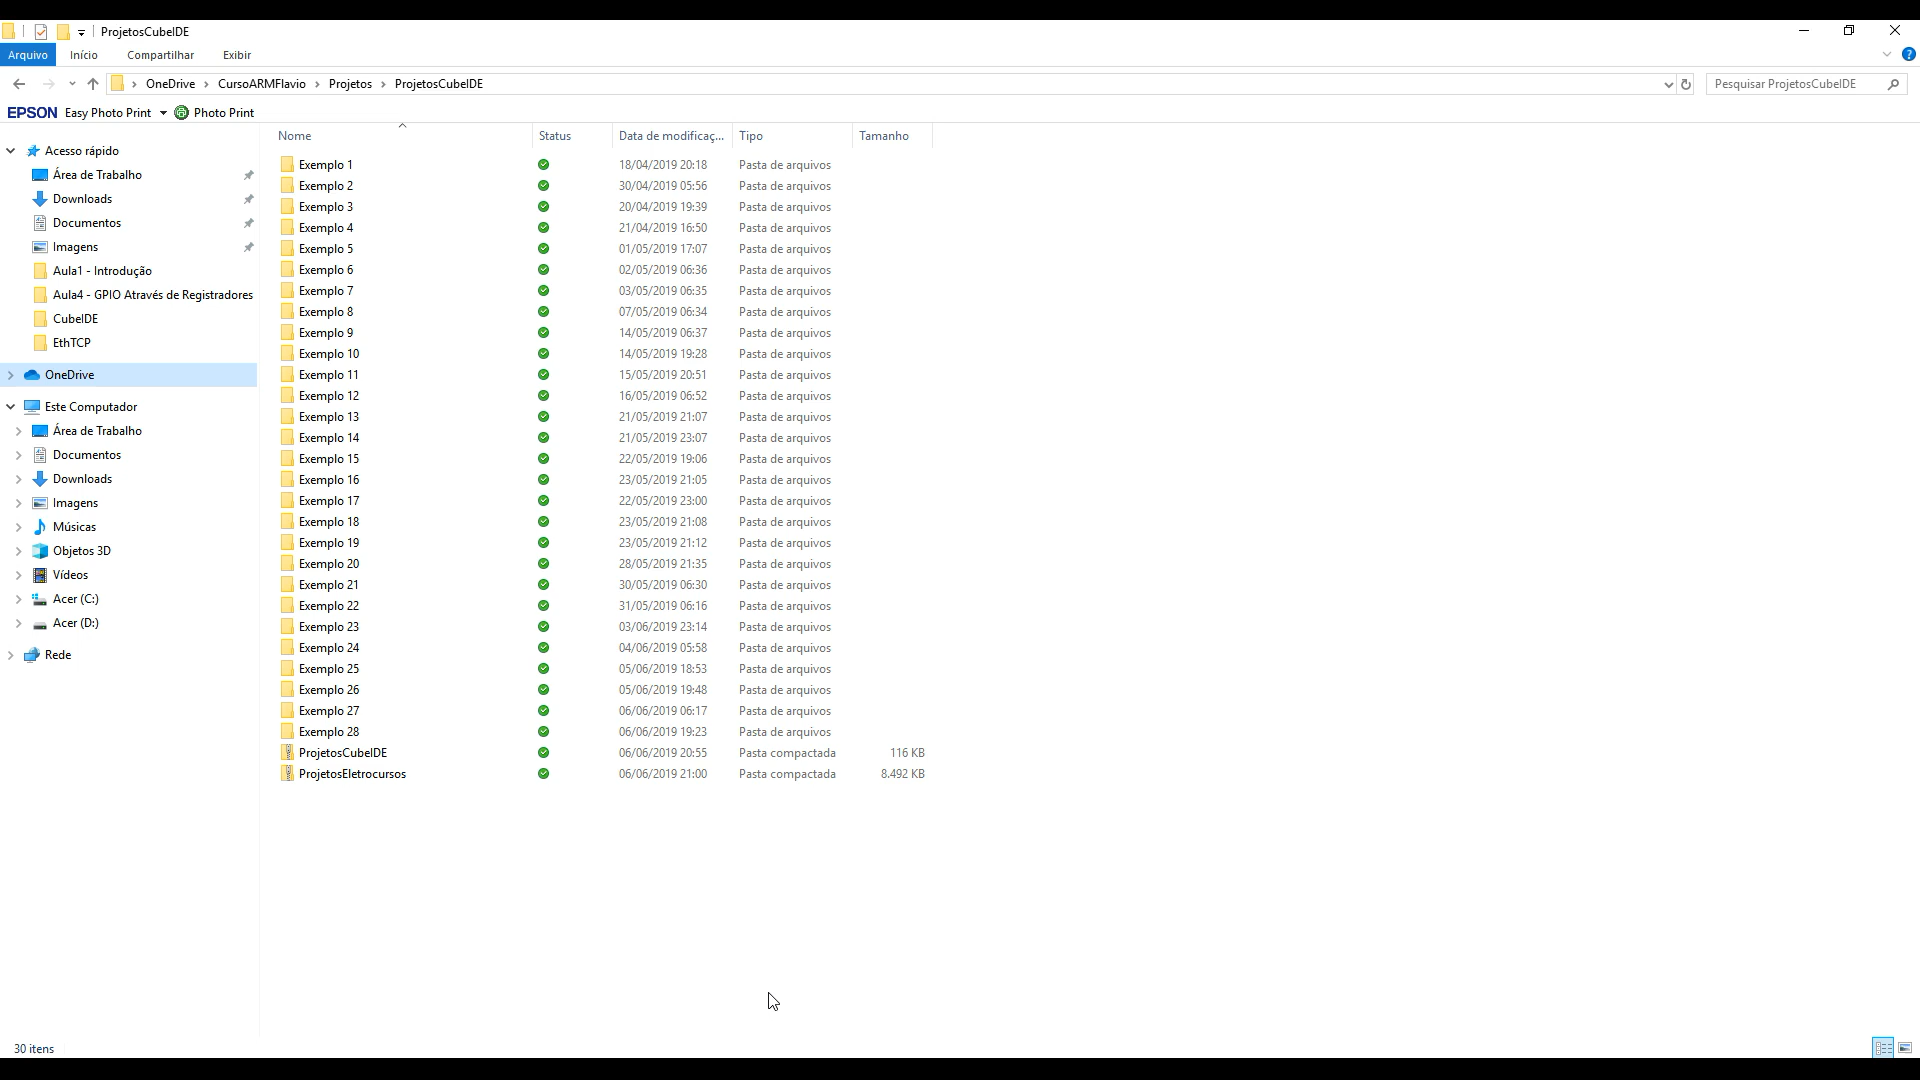 ProjetosCubeIDE
Arquivo Início Compartilhar Exibir
OneDrive CursoARMFlavio Projetos ProjetosCubeIDE Pesquisar ProjetosCubeIDE
EPSON Easy Photo Print Photo Print
Nome Status Data de modificaç... Tipo Tamanho
Acesso rápido
Área de Trabalho
Downloads
Documentos
Imagens
Aula1 - Introdução
Aula4 - GPIO Através de Registradores
CubeIDE
EthTCP
OneDrive
Este Computador
Área de Trabalho
Documentos
Downloads
Imagens
Músicas
Objetos 3D
Vídeos
Acer (C:)
Acer (D:)
Rede
Exemplo 1 18/04/2019 20:18 Pasta de arquivos
Exemplo 2 30/04/2019 05:56 Pasta de arquivos
Exemplo 3 20/04/2019 19:39 Pasta de arquivos
Exemplo 4 21/04/2019 16:50 Pasta de arquivos
Exemplo 5 01/05/2019 17:07 Pasta de arquivos
Exemplo 6 02/05/2019 06:36 Pasta de arquivos
Exemplo 7 03/05/2019 06:35 Pasta de arquivos
Exemplo 8 07/05/2019 06:34 Pasta de arquivos
Exemplo 9 14/05/2019 06:37 Pasta de arquivos
Exemplo 10 14/05/2019 19:28 Pasta de arquivos
Exemplo 11 15/05/2019 20:51 Pasta de arquivos
Exemplo 12 16/05/2019 06:52 Pasta de arquivos
Exemplo 13 21/05/2019 21:07 Pasta de arquivos
Exemplo 14 21/05/2019 23:07 Pasta de arquivos
Exemplo 15 22/05/2019 19:06 Pasta de arquivos
Exemplo 16 23/05/2019 21:05 Pasta de arquivos
Exemplo 17 22/05/2019 23:00 Pasta de arquivos
Exemplo 18 23/05/2019 21:08 Pasta de arquivos
Exemplo 19 23/05/2019 21:12 Pasta de arquivos
Exemplo 20 28/05/2019 21:35 Pasta de arquivos
Exemplo 21 30/05/2019 06:30 Pasta de arquivos
Exemplo 22 31/05/2019 06:16 Pasta de arquivos
Exemplo 23 03/06/2019 23:14 Pasta de arquivos
Exemplo 24 04/06/2019 05:58 Pasta de arquivos
Exemplo 25 05/06/2019 18:53 Pasta de arquivos
Exemplo 26 05/06/2019 19:48 Pasta de arquivos
Exemplo 27 06/06/2019 06:17 Pasta de arquivos
Exemplo 28 06/06/2019 19:23 Pasta de arquivos
ProjetosCubeIDE 06/06/2019 20:55 Pasta compactada 116 KB
ProjetosEletrocursos 06/06/2019 21:00 Pasta compactada 8.492 KB
30 itens